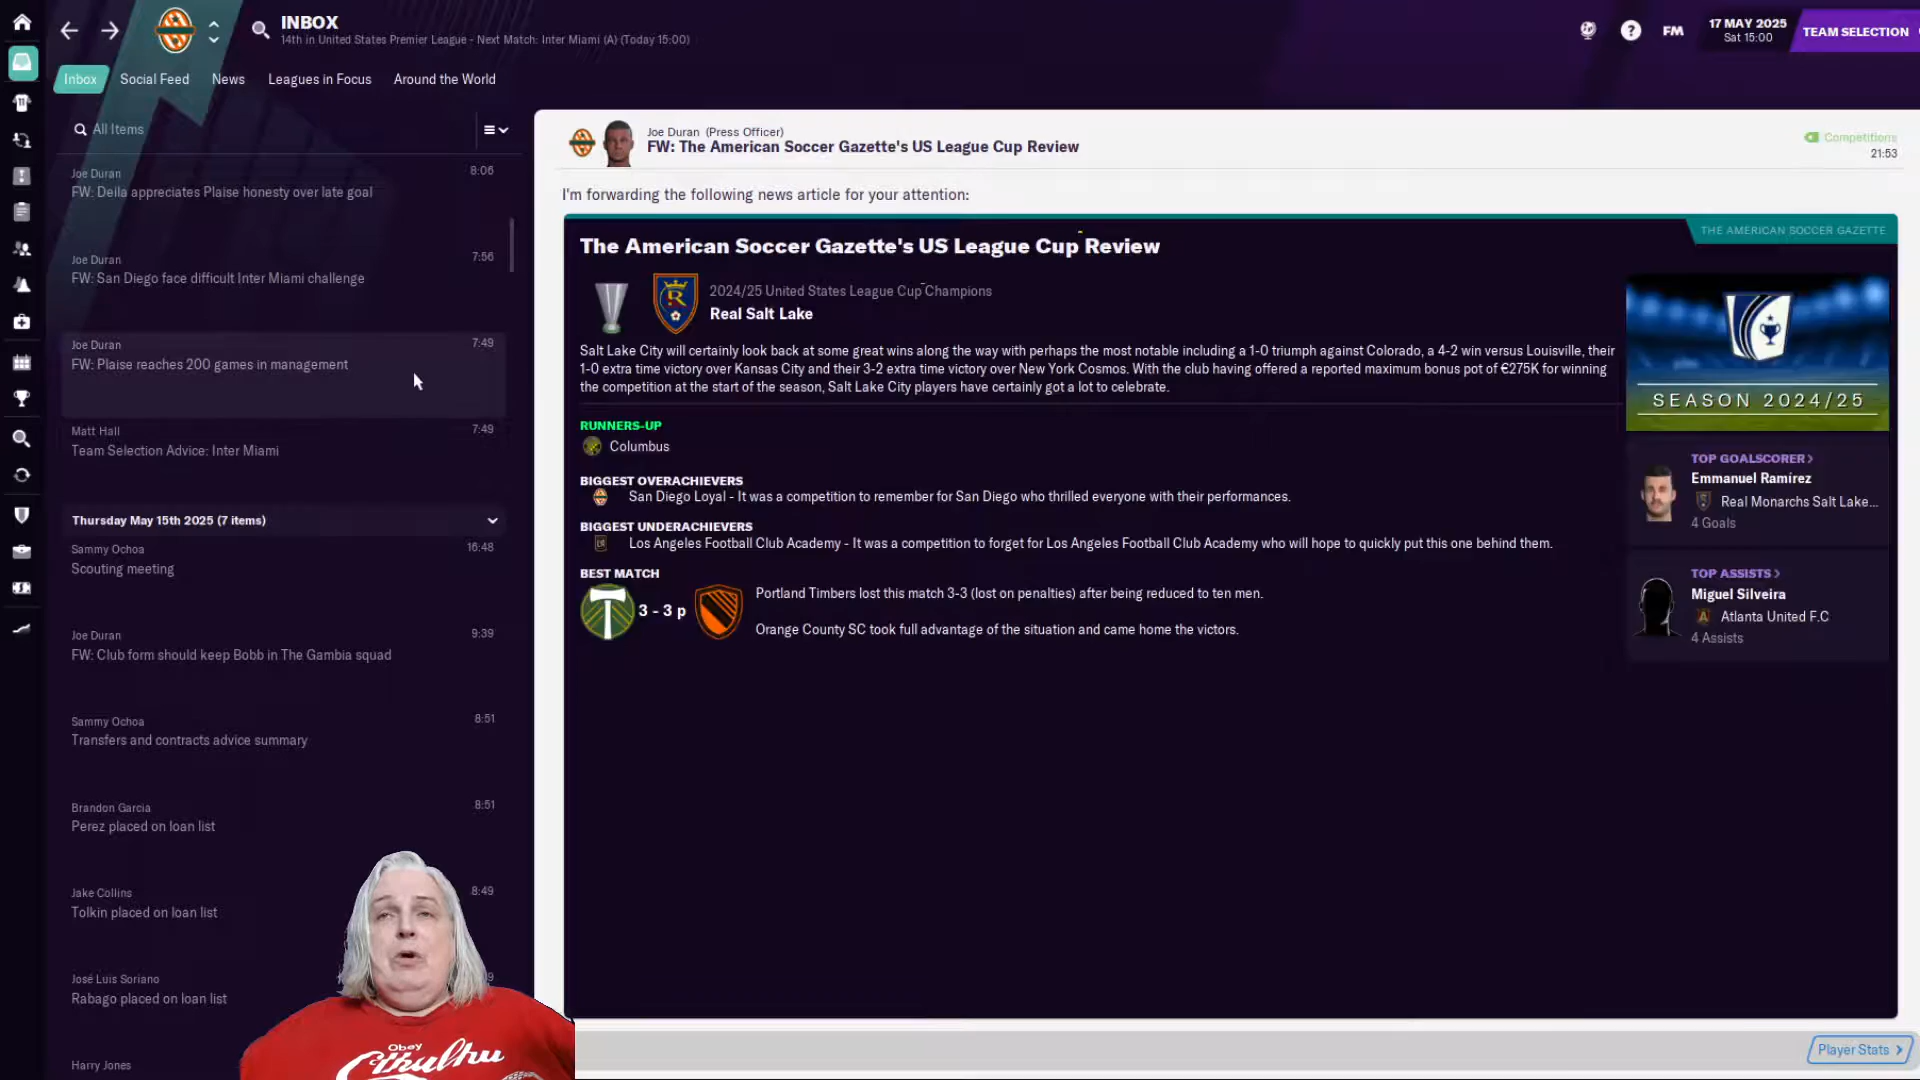 INBOX
14th in United States Premier League - Next Match: Inter Miami (A) (Today 15:00)
FM
17 MAY 2025
Sat 15:00
TEAM SELECTION
Inbox
Social Feed
News
Leagues in Focus
Around the World
All Items
Joe Duran
8:06
FW: Deila appreciates Plaise honesty over late goal
Joe Duran
7:56
FW: San Diego face difficult Inter Miami challenge
Joe Duran
7:49
FW: Plaise reaches 200 games in management
Matt Hall
7:49
Team Selection Advice: Inter Miami
Thursday May 15th 2025 (7 items)
Sammy Ochoa
16:48
Scouting meeting
Joe Duran
9:39
FW: Club form should keep Bobb in The Gambia squad
Sammy Ochoa
8:51
Transfers and contracts advice summary
Brandon Garcia
8:51
Perez placed on loan list
Jake Collins
8:49
Tolkin placed on loan list
José Luis Soriano
Rabago placed on loan list
Harry Jones
Obey
Cthulhu
Joe Duran (Press Officer)
FW: The American Soccer Gazette's US League Cup Review
Competitions
21:53
I'm forwarding the following news article for your attention:
THE AMERICAN SOCCER GAZETTE
The American Soccer Gazette's US League Cup Review
2024/25 United States League Cup Champions
Real Salt Lake
Salt Lake City will certainly look back at some great wins along the way with perhaps the most notable including a 1-0 triumph against Colorado, a 4-2 win versus Louisville, their
1-0 extra time victory over Kansas City and their 3-2 extra time victory over New York Cosmos. With the club having offered a reported maximum bonus pot of €275K for winning
the competition at the start of the season, Salt Lake City players have certainly got a lot to celebrate.
RUNNERS-UP
Columbus
BIGGEST OVERACHIEVERS
San Diego Loyal - It was a competition to remember for San Diego who thrilled everyone with their performances.
BIGGEST UNDERACHIEVERS
Los Angeles Football Club Academy - It was a competition to forget for Los Angeles Football Club Academy who will hope to quickly put this one behind them.
BEST MATCH
3 - 3 p
Portland Timbers lost this match 3-3 (lost on penalties) after being reduced to ten men.
Orange County SC took full advantage of the situation and came home the victors.
SEASON 2024/25
TOP GOALSCORER >
Emmanuel Ramírez
Real Monarchs Salt Lake...
4 Goals
TOP ASSISTS >
Miguel Silveira
Atlanta United F.C
4 Assists
Player Stats >